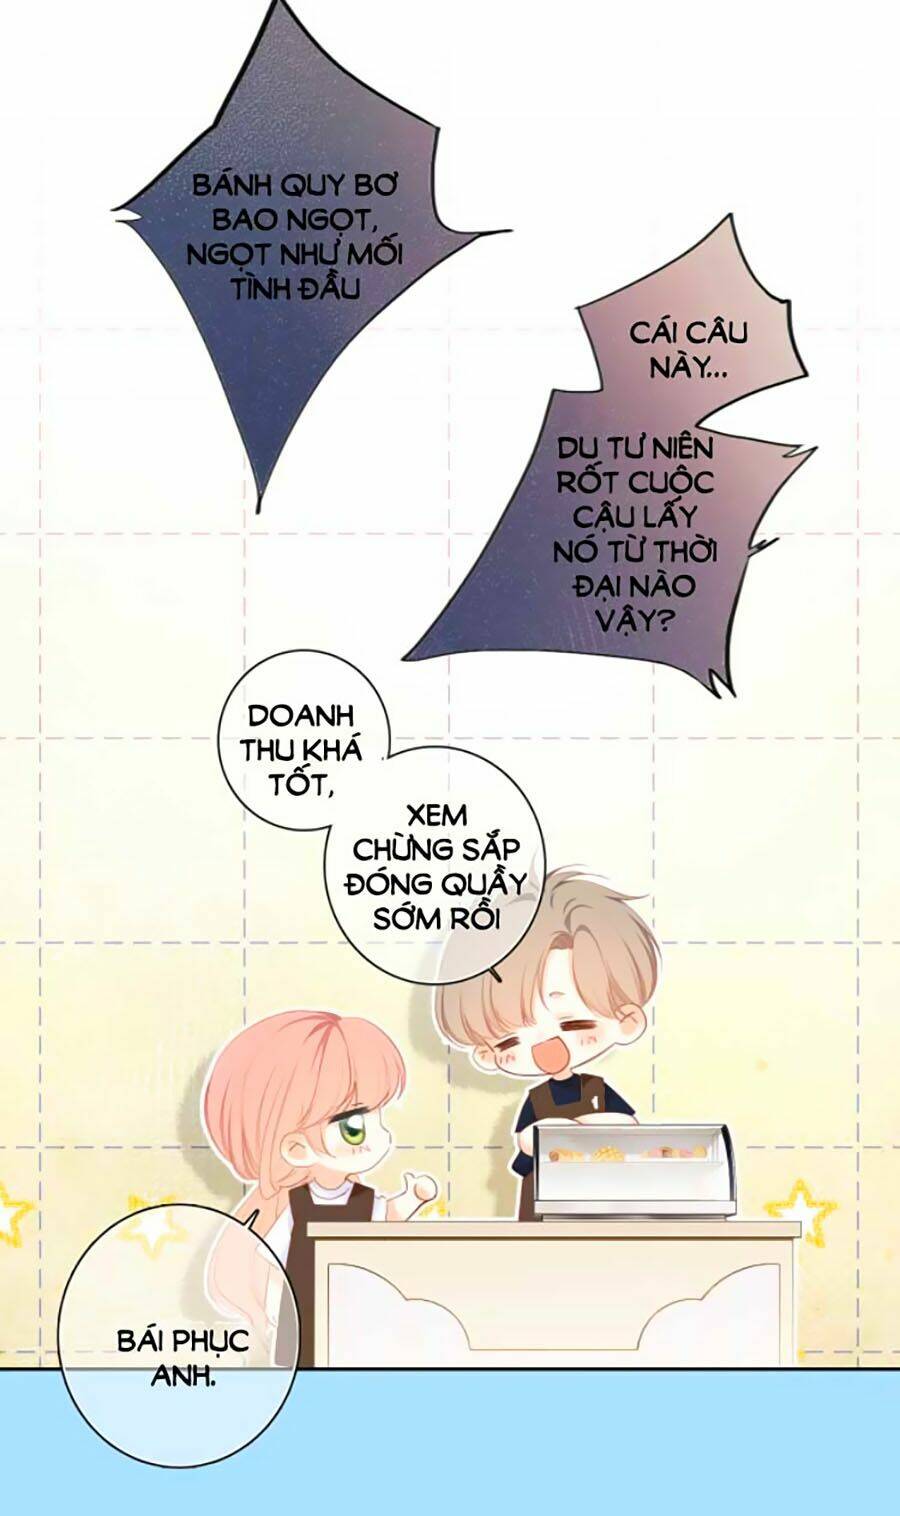 BÁNH QUY BƠ
BAO NGỌT,
NGỌT NHƯ MỐI
TÌNH ĐẦU
CÁI CÂU
NÀY...
DU TƯ NIÊN
RỐT CUỘC
CẬU LẤY
NÓ TỪ THỜI
ĐẠI NÀO
VẬY?
DOANH
THU KHÁ
TỐT,
XEM
CHỪNG SẮP
ĐÓNG QUẦY
SỚM RỒI
BÁI PHỤC
ANH.